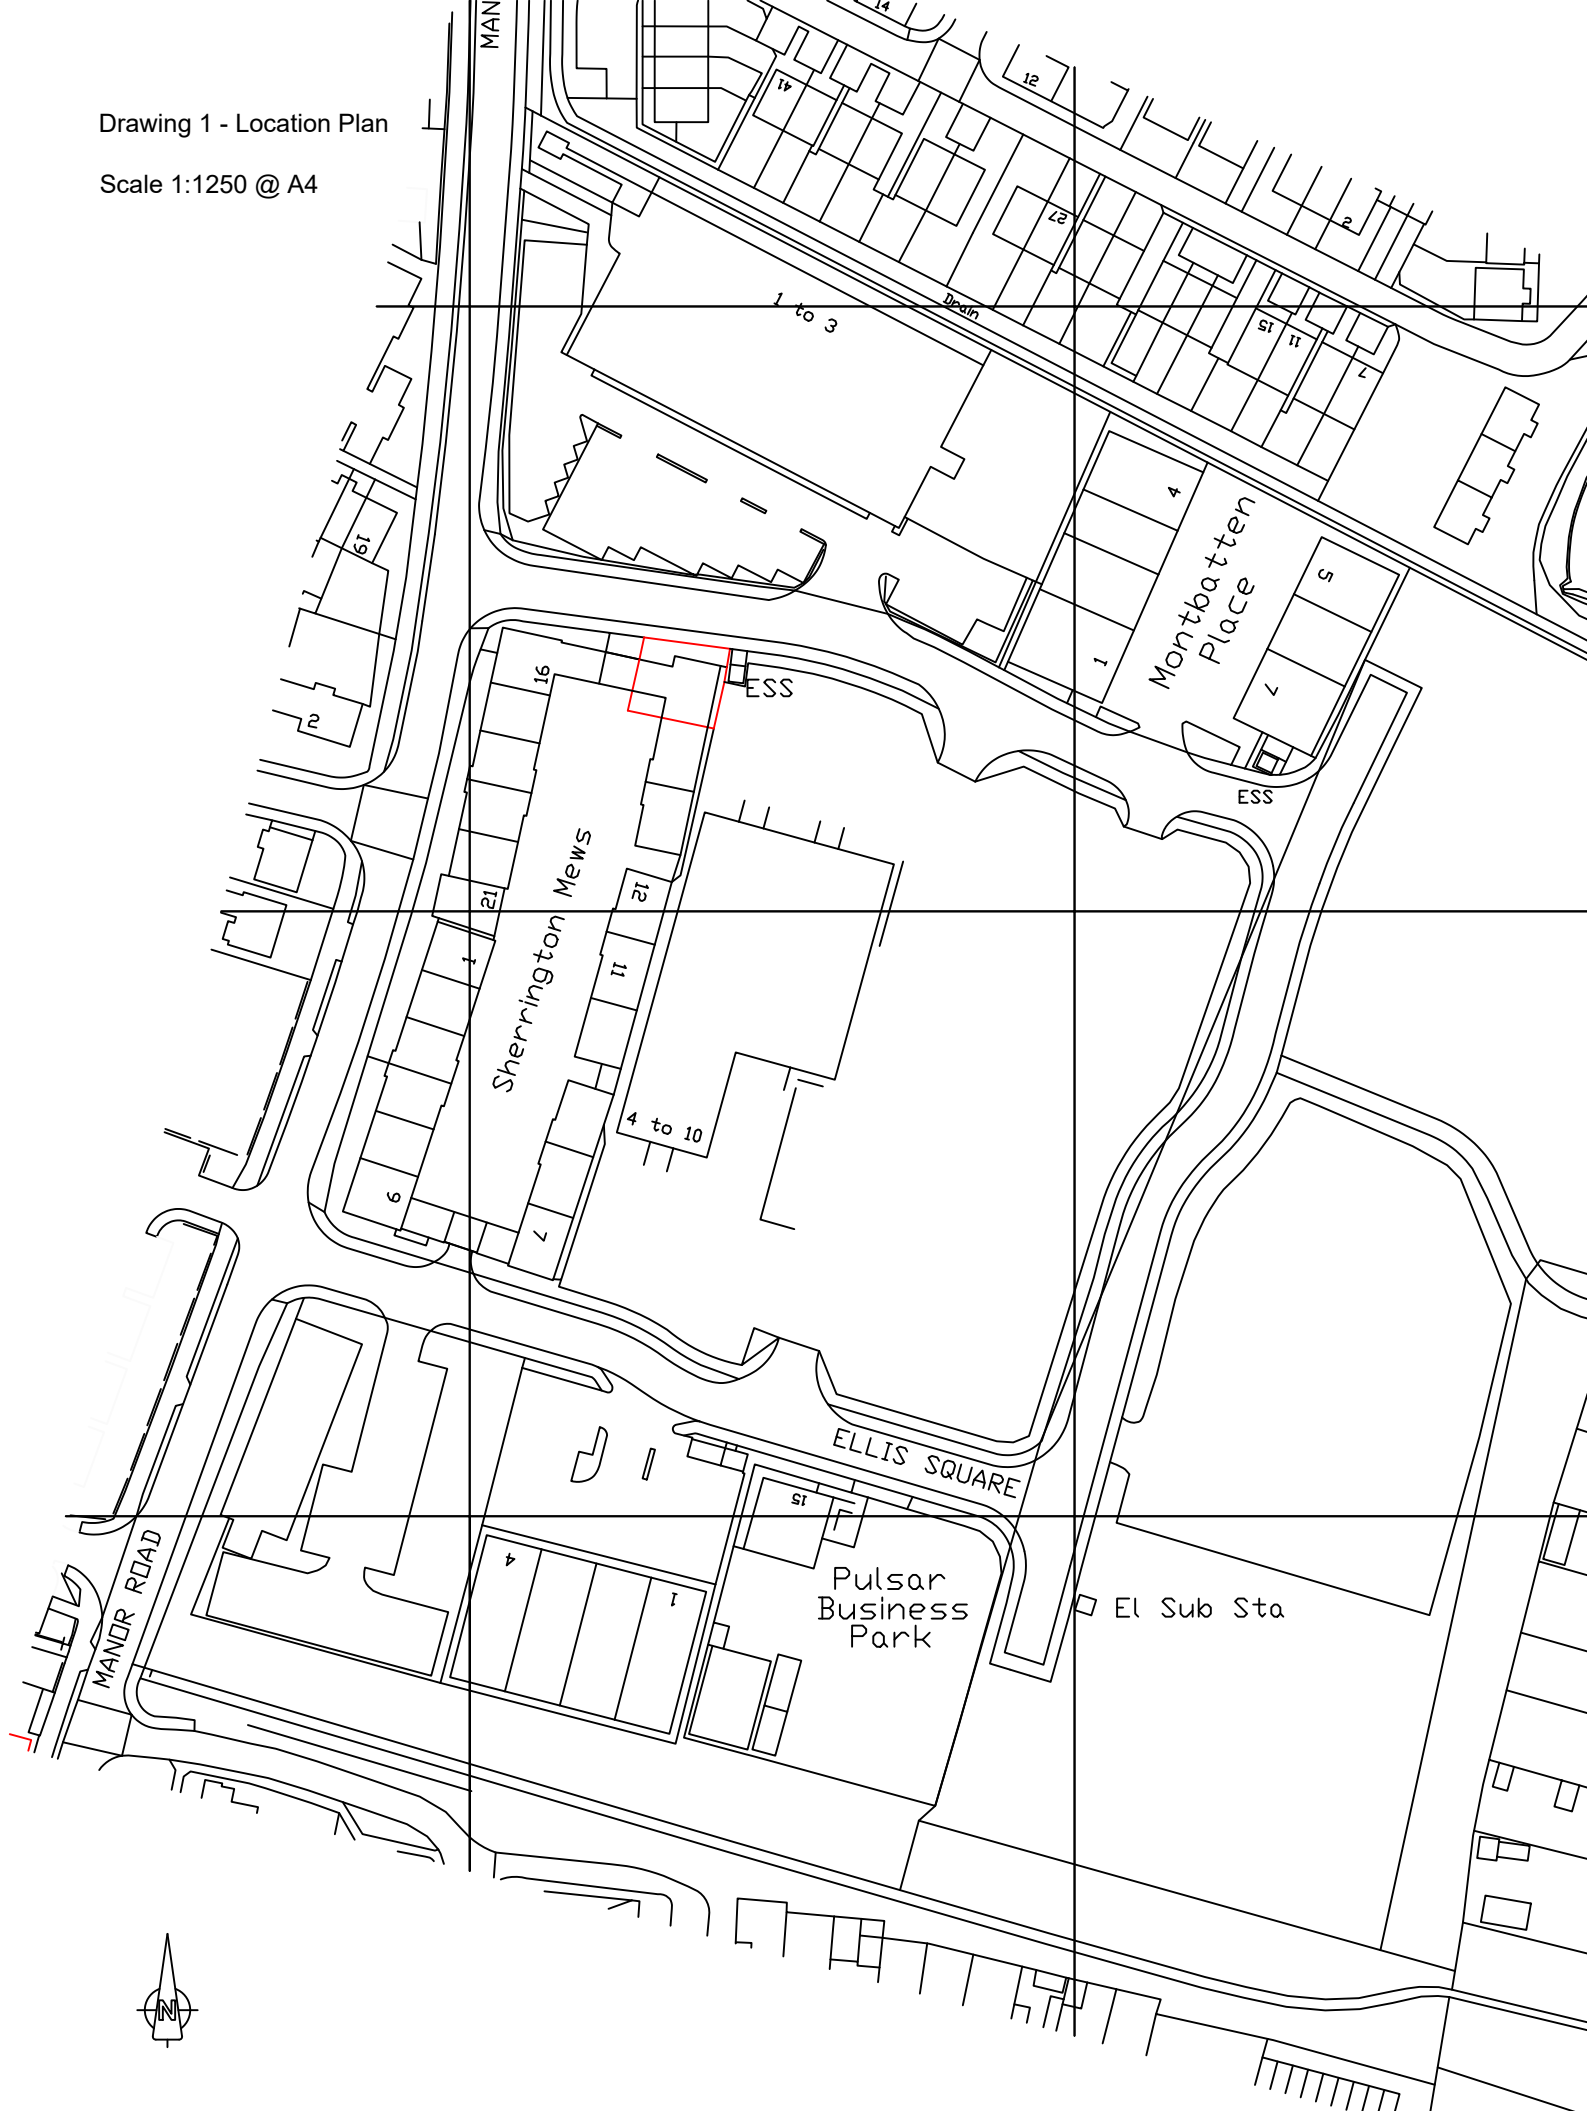 MAN
14
12
41
Drawing 1 - Location Plan
Scale 1:1250 @ A4
27
2
Drain
1 to 3
15
11
7
4
Montbatten
Place
19
5
1
16
ESS
7
2
ESS
Sherrington Mews
21
12
1
11
4 to 10
6
7
ELLIS SQUARE
15
MANOR ROAD
4
1
Pulsar
Business
Park
El Sub Sta
N